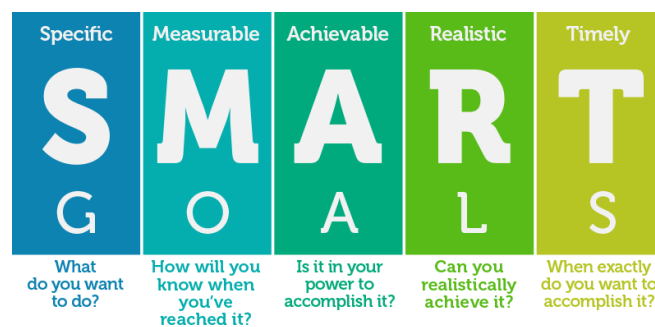 Specific Measurable Achievable Realistic Timely
S M A R T
G O A L S
What
do you want
to do?
How will you
know when
you've
reached it?
Is it in your
power to
accomplish it?
Can you
realistically
achieve it?
When exactly
do you want to
accomplish it?